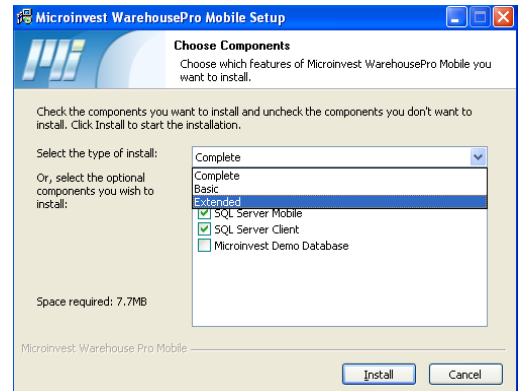 Microinvest WarehousePro Mobile Setup
Choose Components
Choose which features of Microinvest WarehousePro Mobile you
want to install.
Check the components you want to install and uncheck the components you don't want to
install. Click Install to start the installation.
Select the type of install:
Complete
Or, select the optional
components you wish to
install:
Complete
Basic
Extended
SQL Server Mobile
SQL Server Client
Microinvest Demo Database
Space required: 7.7MB
Microinvest Warehouse Pro Mobile
Install
Cancel